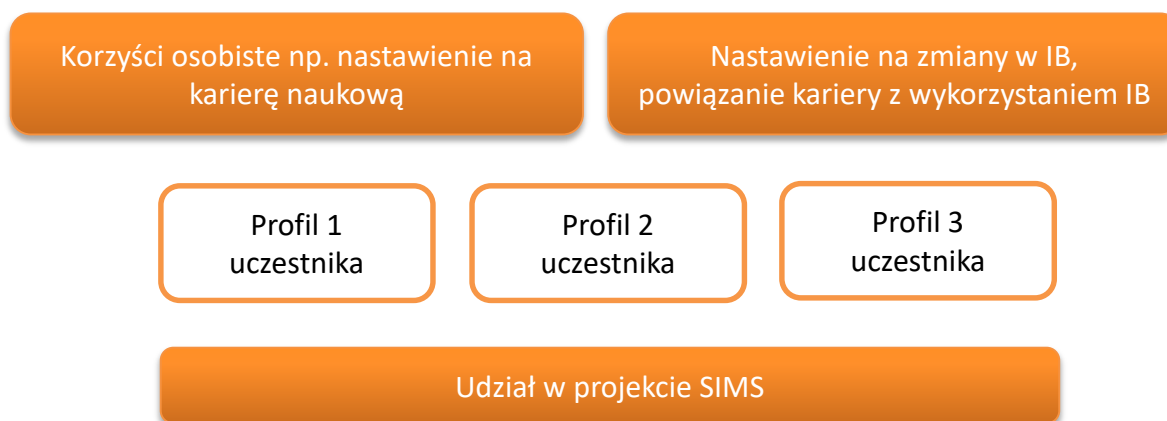 Korzyści osobiste np. nastawienie na
karierę naukową
Nastawienie na zmiany w IB,
powiązanie kariery z wykorzystaniem IB
Profil 1
uczestnika
Profil 2
uczestnika
Profil 3
uczestnika
Udział w projekcie SIMS